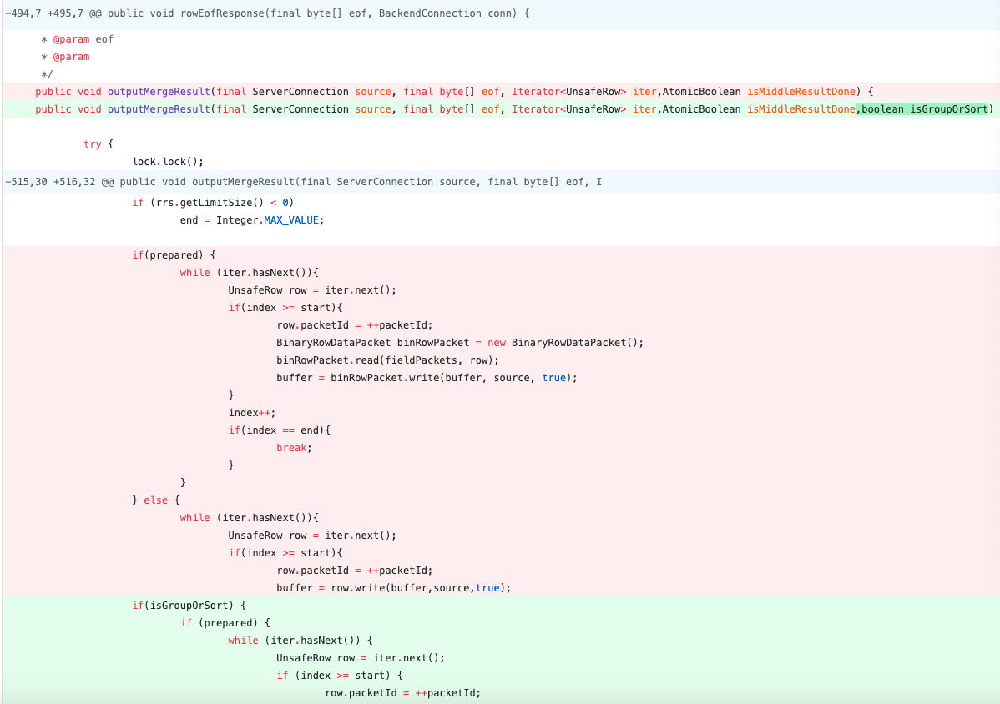 -494,7 +495,7 @@ public void rowEofResponse(final byte[] eof, BackendConnection conn) {
* @param eof
* @param
*/
public void outputMergeResult(final ServerConnection source, final byte[] eof, Iterator<UnsafeRow> iter,AtomicBoolean isMiddleResultDone) {
public void outputMergeResult(final ServerConnection source, final byte[] eof, Iterator<UnsafeRow> iter,AtomicBoolean isMiddleResultDone,boolean isGroupOrSort)
try {
lock.lock();
-515,30 +516,32 @@ public void outputMergeResult(final ServerConnection source, final byte[] eof, I
if (rrs.getLimitSize() < 0)
end = Integer.MAX_VALUE;
if(prepared) {
while (iter.hasNext()){
UnsafeRow row = iter.next();
if(index >= start){
row.packetId = ++packetId;
BinaryRowDataPacket binRowPacket = new BinaryRowDataPacket();
binRowPacket.read(fieldPackets, row);
buffer = binRowPacket.write(buffer, source, true);
}
index++;
if(index == end){
break;
}
}
} else {
while (iter.hasNext()){
UnsafeRow row = iter.next();
if(index >= start){
row.packetId = ++packetId;
buffer = row.write(buffer,source,true);
if(isGroupOrSort) {
if (prepared) {
while (iter.hasNext()) {
UnsafeRow row = iter.next();
if (index >= start) {
row.packetId = ++packetId;